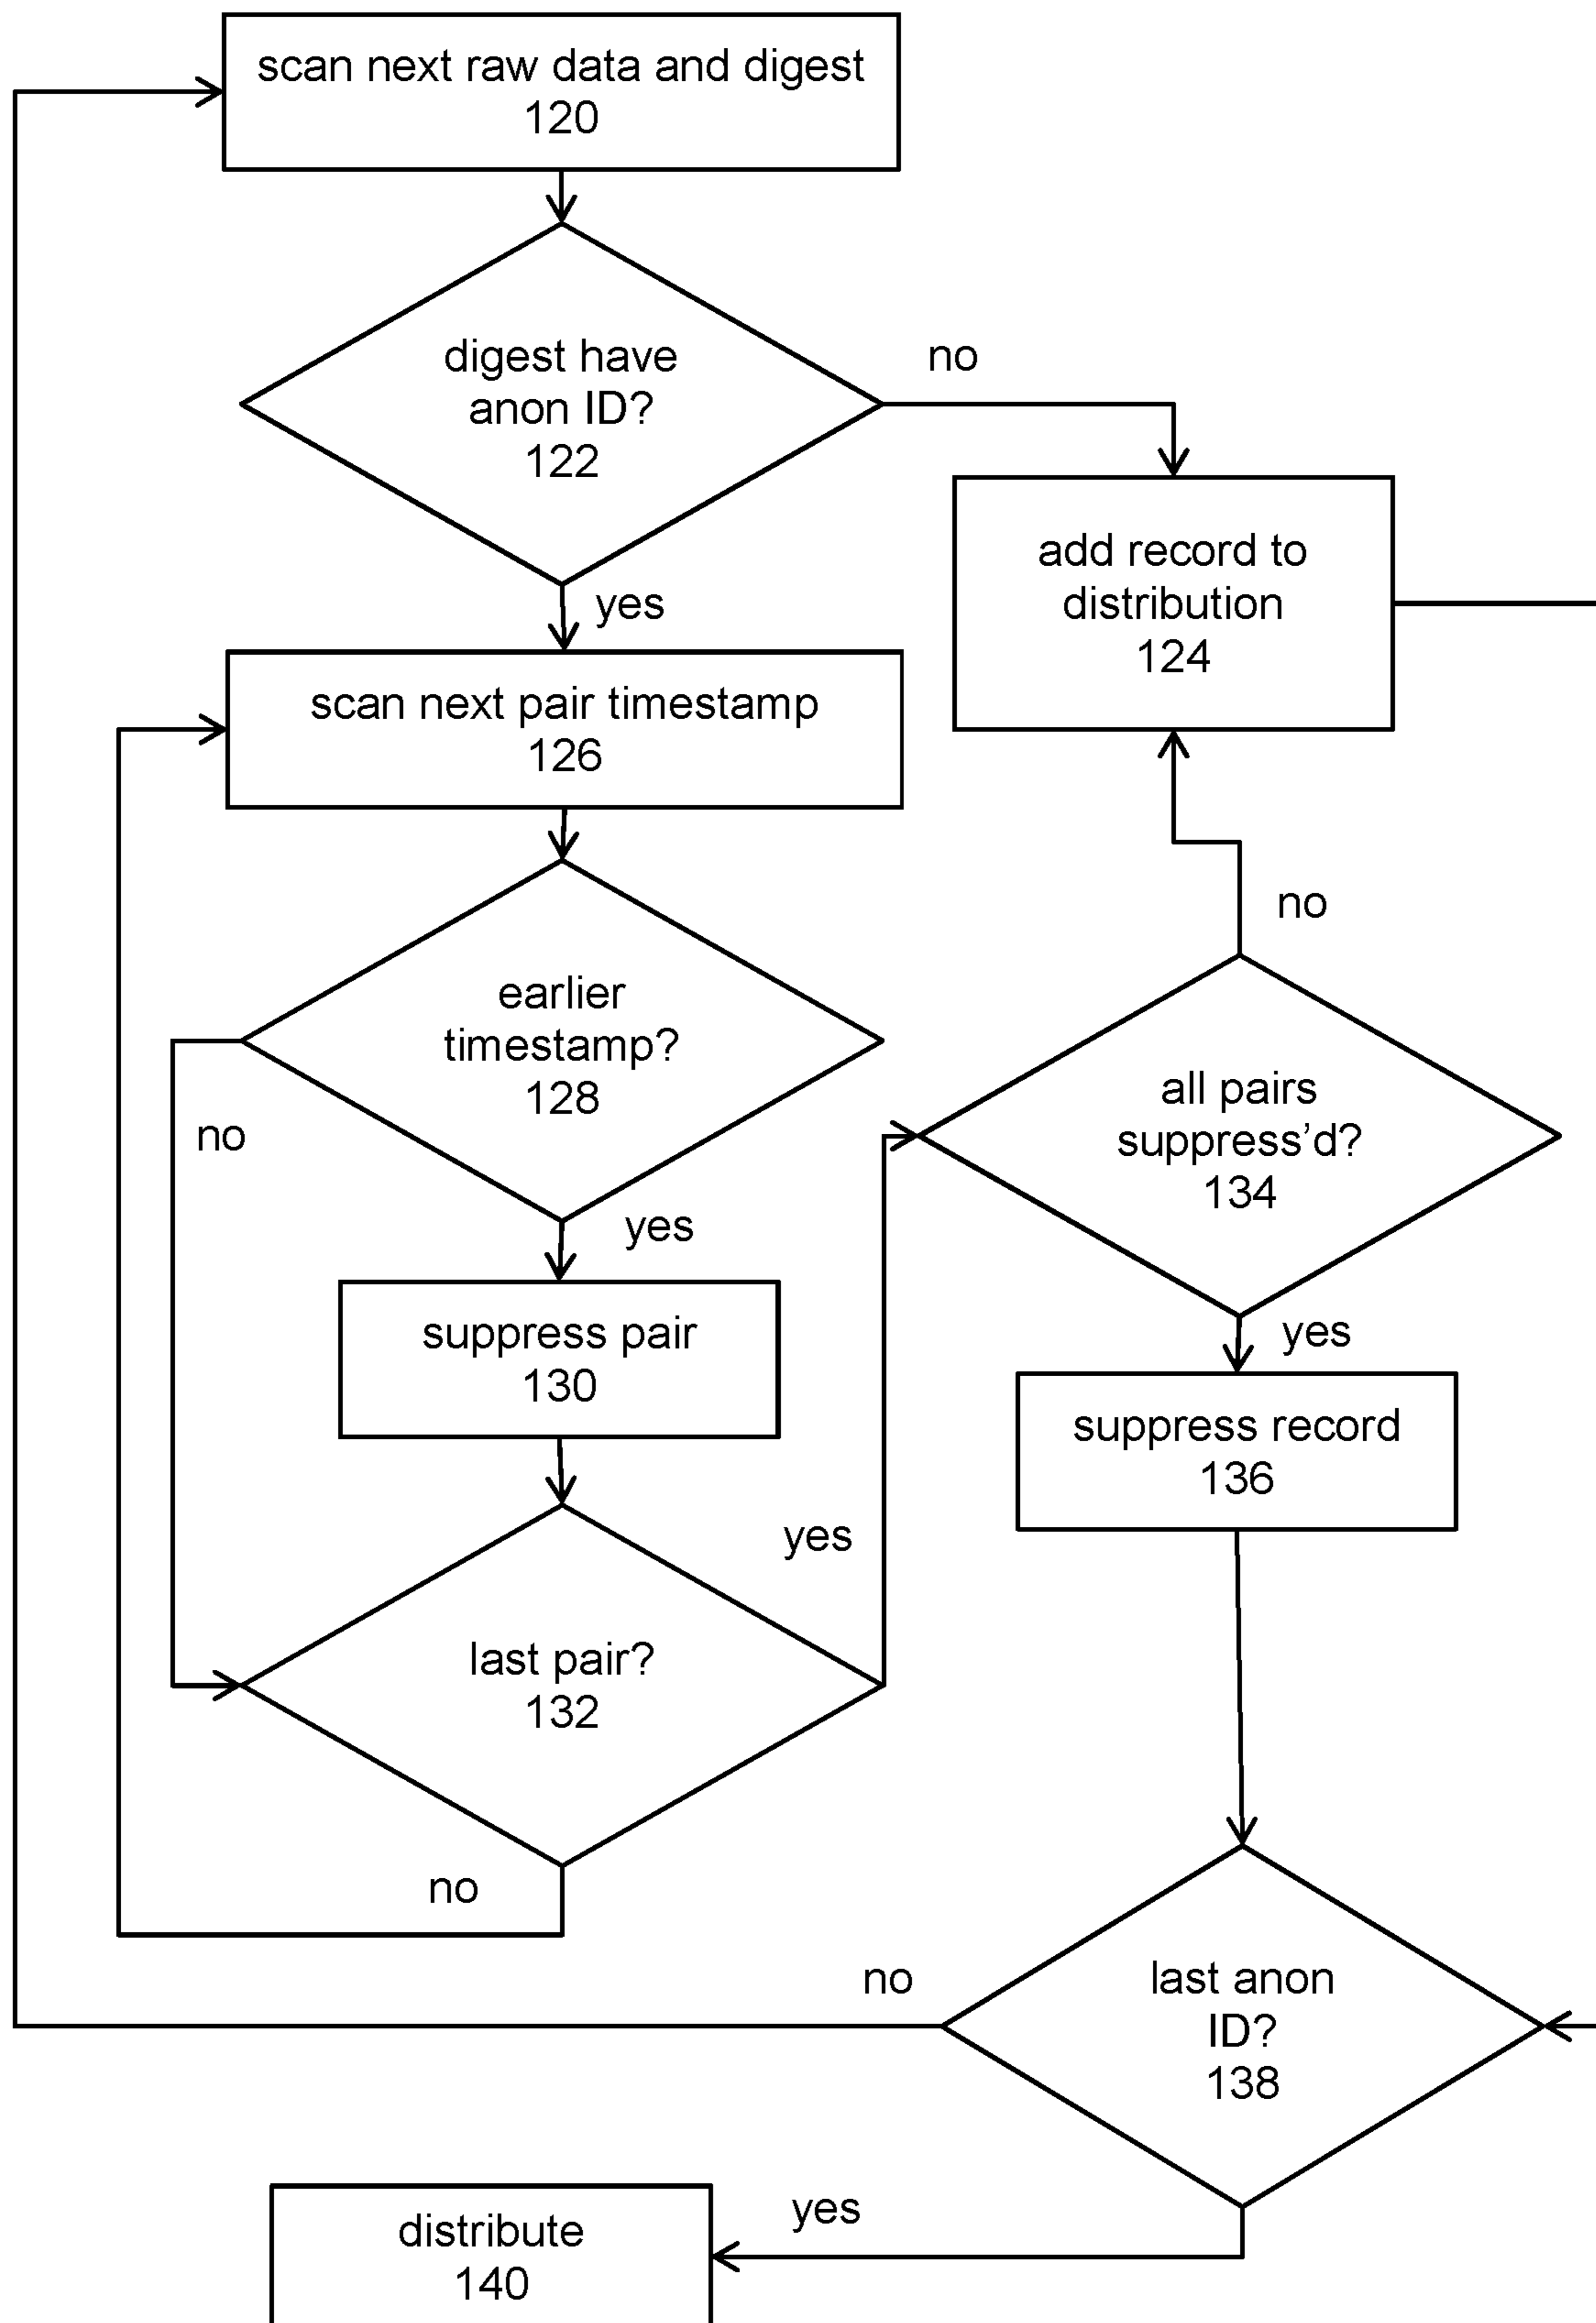 scan next raw data and digest
120
digest have
anon ID?
122
no
yes
add record to
distribution
124
scan next pair timestamp
126
no
earlier
timestamp?
128
no
yes
all pairs
suppress’d?
134
yes
suppress pair
130
suppress record
136
yes
last pair?
132
no
no
last anon
ID?
138
yes
distribute
140